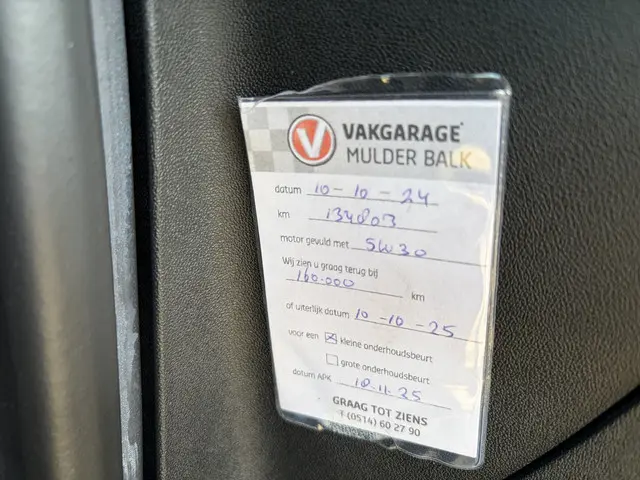 V VAKGARAGE
MULDER BALK
datum 10-10-24
km 134803
motor gevuld met 5W30
Wij zien u graag terug bij
160.000 km
of uiterlijk datum 10-10-25
voor een ☒ kleine onderhoudsbeurt
☐ grote onderhoudsbeurt
datum APK 18-11-25
GRAAG TOT ZIENS
T (0514) 60 27 90